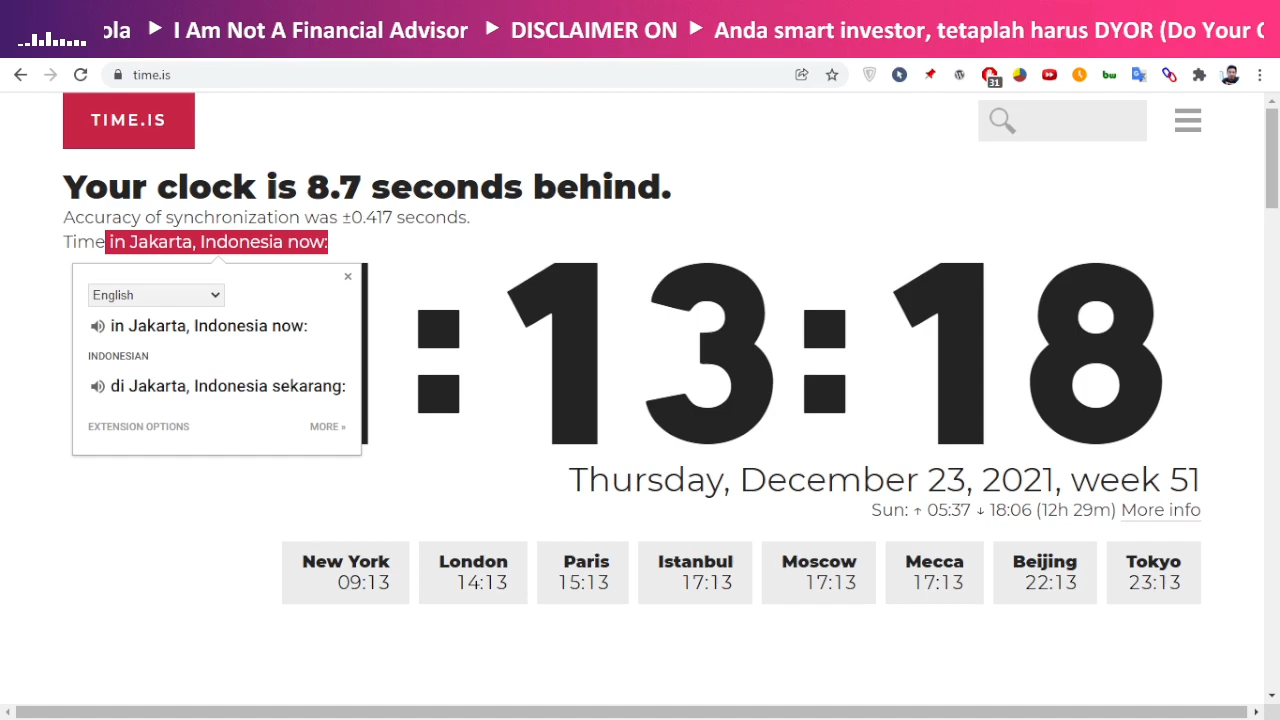 ola ► I Am Not A Financial Advisor ► DISCLAIMER ON ► Anda smart investor, tetaplah harus DYOR (Do Your
time.is
31
bw
TIME.IS
Your clock is 8.7 seconds behind.
Accuracy of synchronization was ±0.417 seconds.
Time in Jakarta, Indonesia now:
English
in Jakarta, Indonesia now:
INDONESIAN
di Jakarta, Indonesia sekarang:
EXTENSION OPTIONS MORE »
:13:18
Thursday, December 23, 2021, week 51
Sun: ↑ 05:37 ↓ 18:06 (12h 29m) More info
New York London Paris Istanbul Moscow Mecca Beijing Tokyo
09:13 14:13 15:13 17:13 17:13 17:13 22:13 23:13